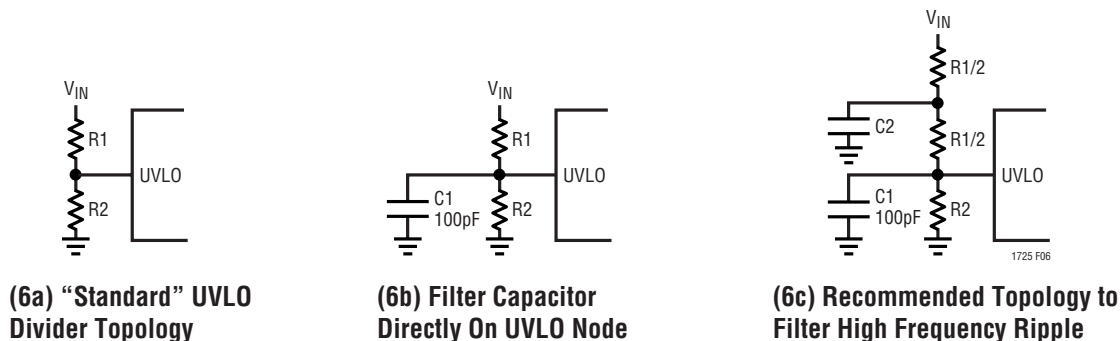 VIN
R1
UVLO
R2
(6a) “Standard” UVLO
Divider Topology
VIN
R1
UVLO
C1
100pF
R2
(6b) Filter Capacitor
Directly On UVLO Node
VIN
R1/2
C2
R1/2
UVLO
C1
100pF
R2
1725 F06
(6c) Recommended Topology to
Filter High Frequency Ripple